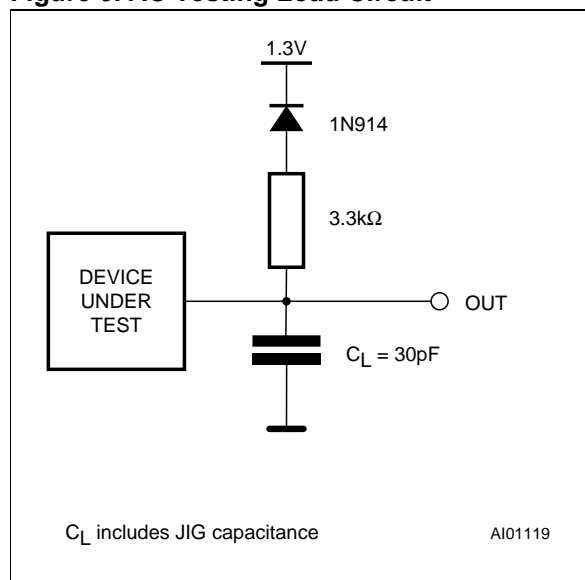 1.3V
1N914
3.3kΩ
DEVICE
UNDER
TEST
OUT
CL = 30pF
CL includes JIG capacitance
AI01119